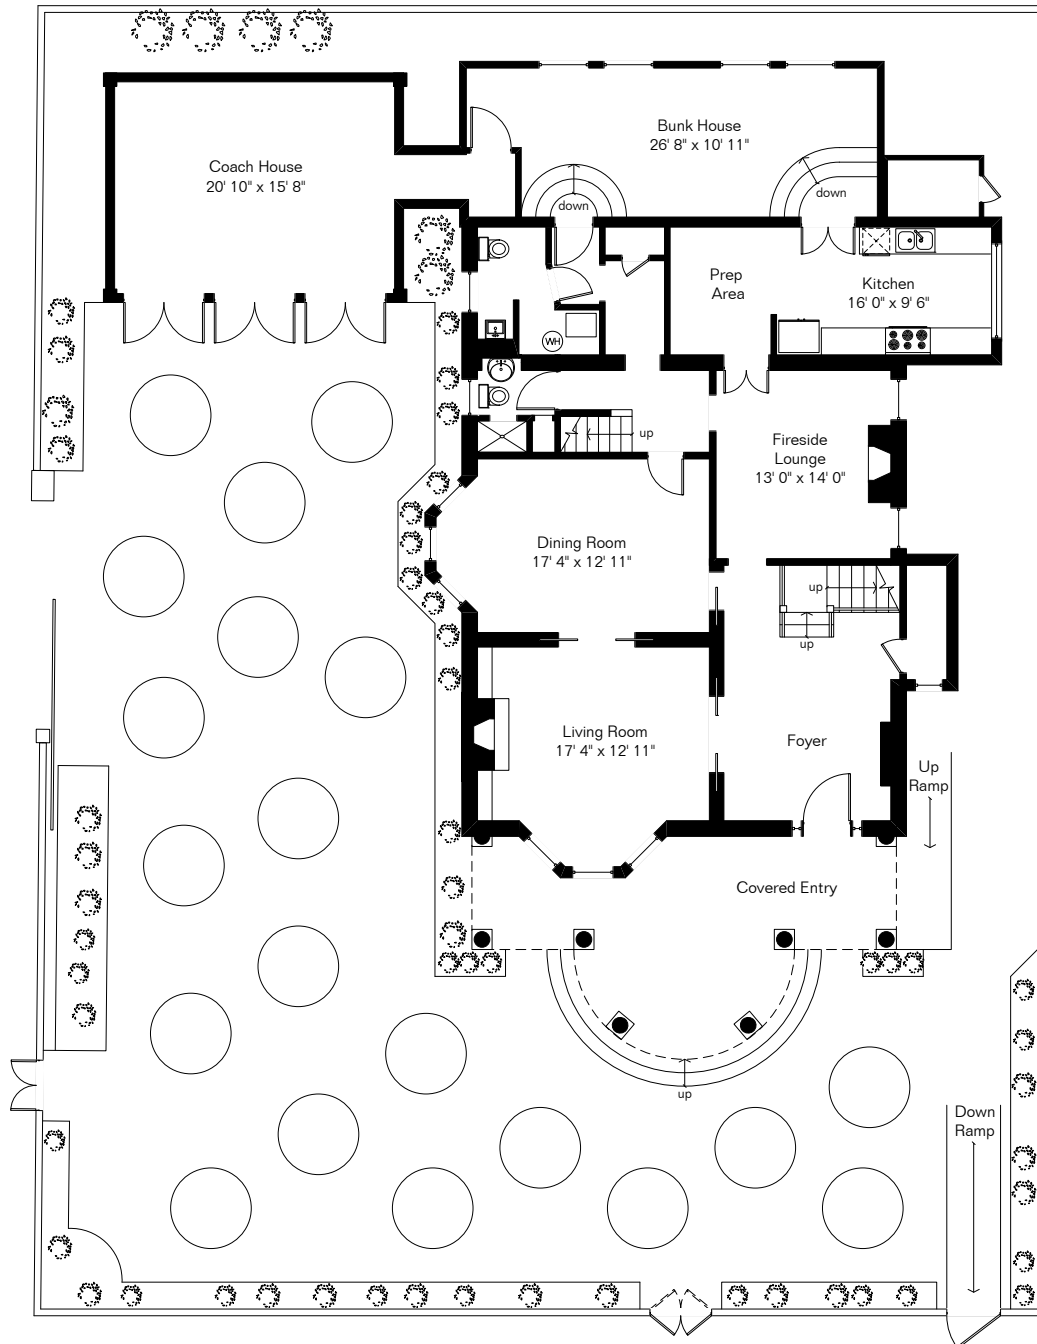 Bunk House
26' 8" x 10' 11"
Coach House
20' 10" x 15' 8"
down
down
Prep
Area
Kitchen
16' 0" x 9' 6"
WH
up
Fireside
Lounge
13' 0" x 14' 0"
Dining Room
17' 4" x 12' 11"
up
up
Living Room
17' 4" x 12' 11"
Foyer
Up
Ramp
Covered Entry
up
Down
Ramp